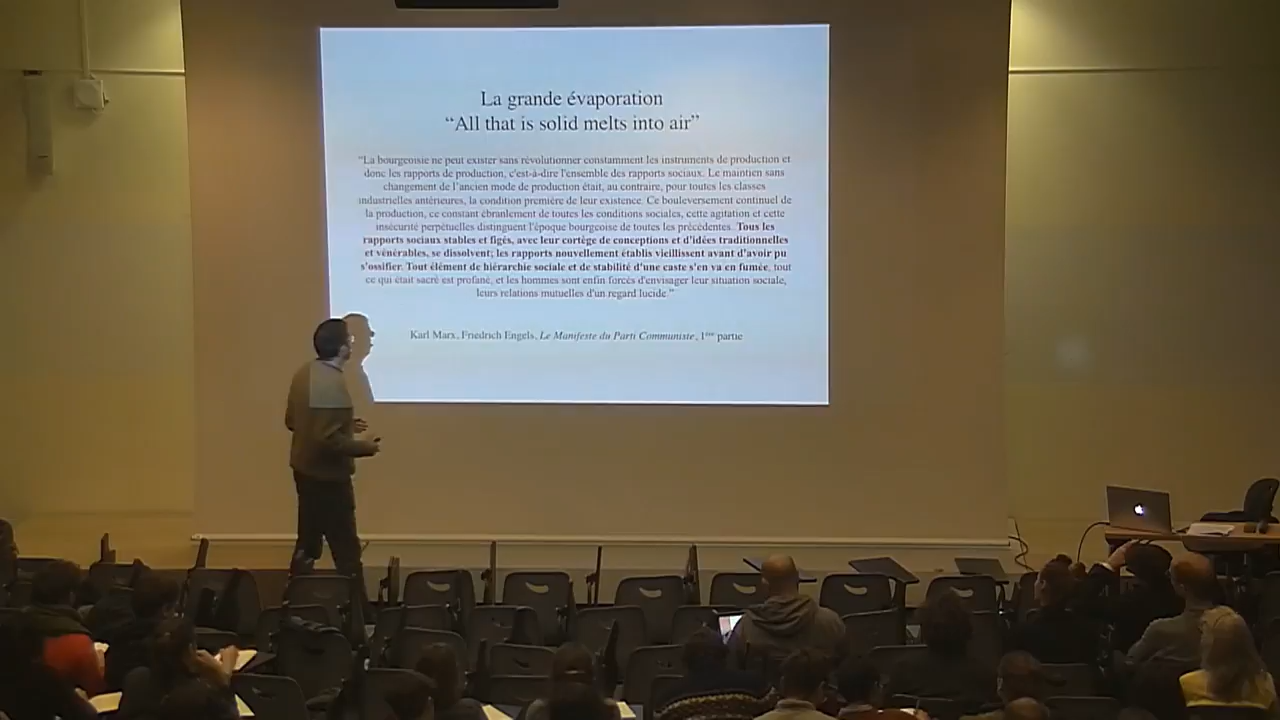 La grande évaporation
“All that is solid melts into air”
“La bourgeoisie ne peut exister sans révolutionner constamment les instruments de production et
donc les rapports de production, c'est-à-dire l'ensemble des rapports sociaux. Le maintien sans
changement de l'ancien mode de production était, au contraire, pour toutes les classes
industrielles antérieures, la condition première de leur existence. Ce bouleversement continuel de
la production, ce constant ébranlement de toutes les conditions sociales, cette agitation et cette
insécurité perpétuelles distinguent l'époque bourgeoise de toutes les précédentes. Tous les
rapports sociaux stables et figés, avec leur cortège de conceptions et d'idées traditionnelles
et vénérables, se dissolvent; les rapports nouvellement établis vieillissent avant d'avoir pu
s'ossifier. Tout élément de hiérarchie sociale et de stabilité d'une caste s'en va en fumée, tout
ce qui était sacré est profané, et les hommes sont enfin forcés d'envisager leur situation sociale,
leurs relations mutuelles d'un regard lucide.”
Karl Marx, Friedrich Engels, Le Manifeste du Parti Communiste, 1ère partie